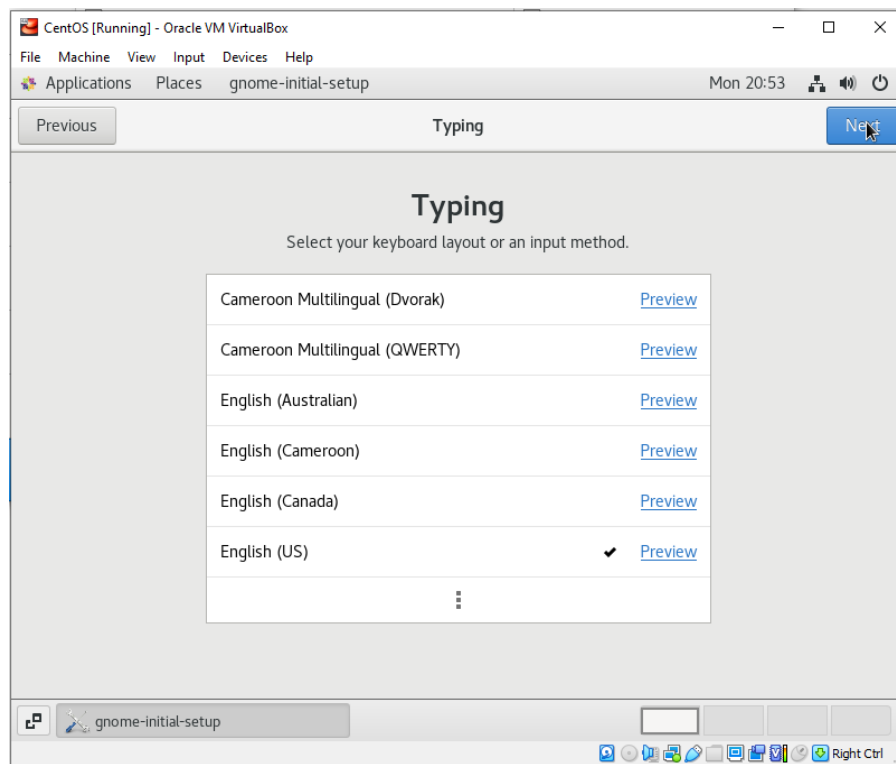 CentOS [Running] - Oracle VM VirtualBox
File Machine View Input Devices Help
Applications Places gnome-initial-setup Mon 20:53
Previous Typing Next
Typing
Select your keyboard layout or an input method.
Cameroon Multilingual (Dvorak) Preview
Cameroon Multilingual (QWERTY) Preview
English (Australian) Preview
English (Cameroon) Preview
English (Canada) Preview
English (US) Preview
gnome-initial-setup
Right Ctrl